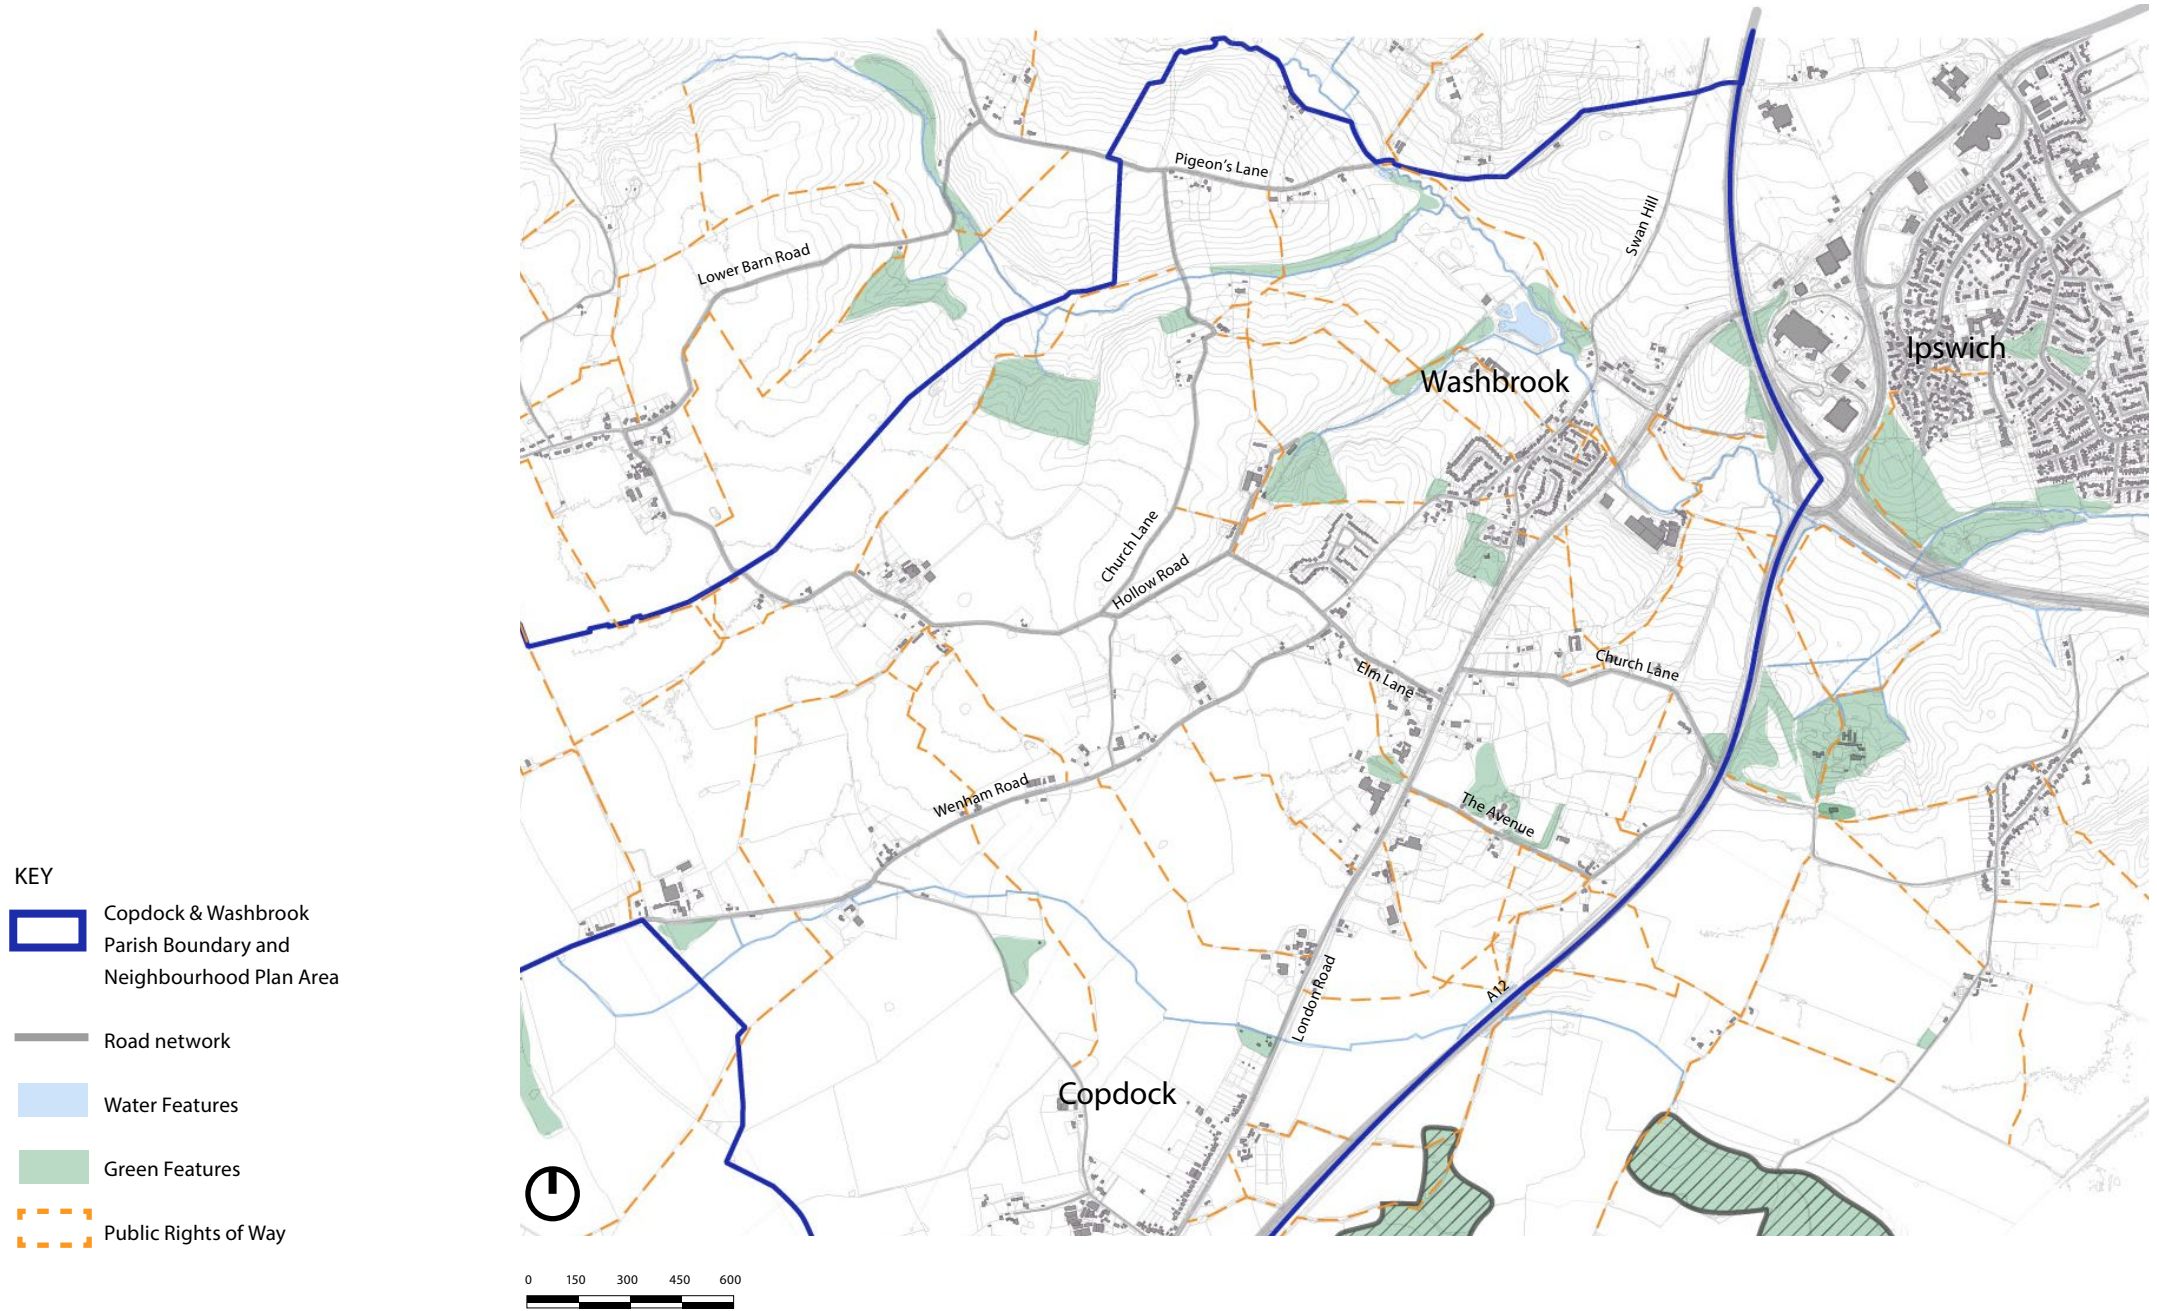 Pigeon's Lane
Swan Hill
Lower Barn Road
Ipswich
Washbrook
Church Lane
Hollow Road
Elm Lane
Church Lane
Wenham Road
The Avenue
London Road
A12
Copdock
KEY
Copdock & Washbrook
Parish Boundary and
Neighbourhood Plan Area
Road network
Water Features
Green Features
Public Rights of Way
0 150 300 450 600